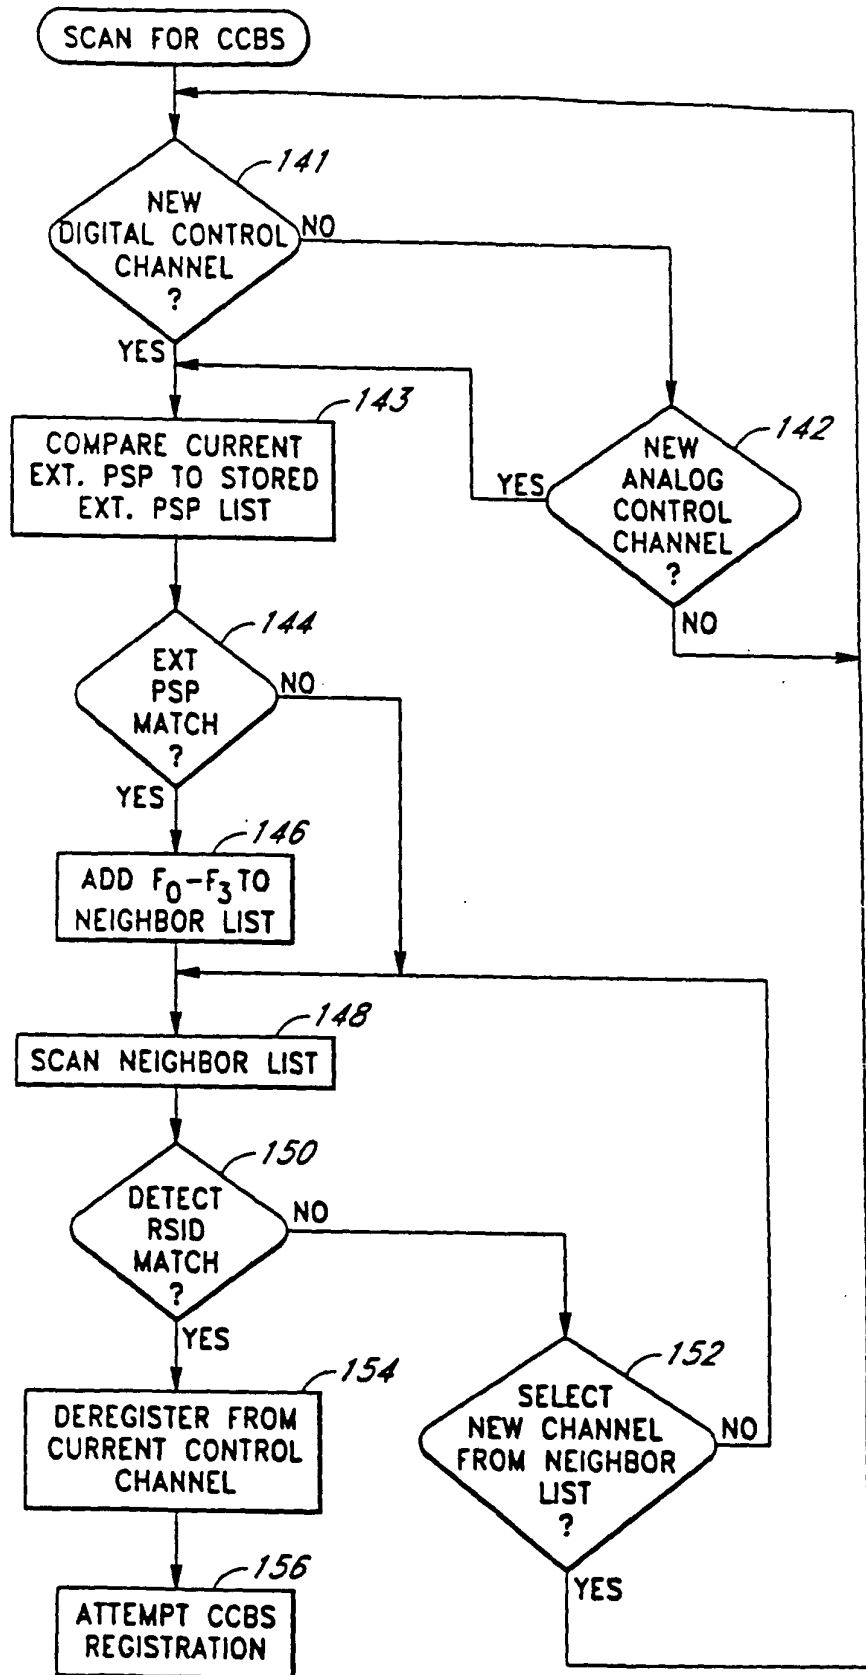 SCAN FOR CCBS
141
NEW
DIGITAL CONTROL
CHANNEL
?
NO
YES
143
COMPARE CURRENT
EXT. PSP TO STORED
EXT. PSP LIST
142
NEW
ANALOG
CONTROL
CHANNEL
?
YES
NO
144
EXT
PSP
MATCH
?
NO
YES
146
ADD F0-F3 TO
NEIGHBOR LIST
148
SCAN NEIGHBOR LIST
150
DETECT
RSID
MATCH
?
NO
YES
152
SELECT
NEW CHANNEL
FROM NEIGHBOR
LIST
?
NO
YES
154
DEREGISTER FROM
CURRENT CONTROL
CHANNEL
156
ATTEMPT CCBS
REGISTRATION